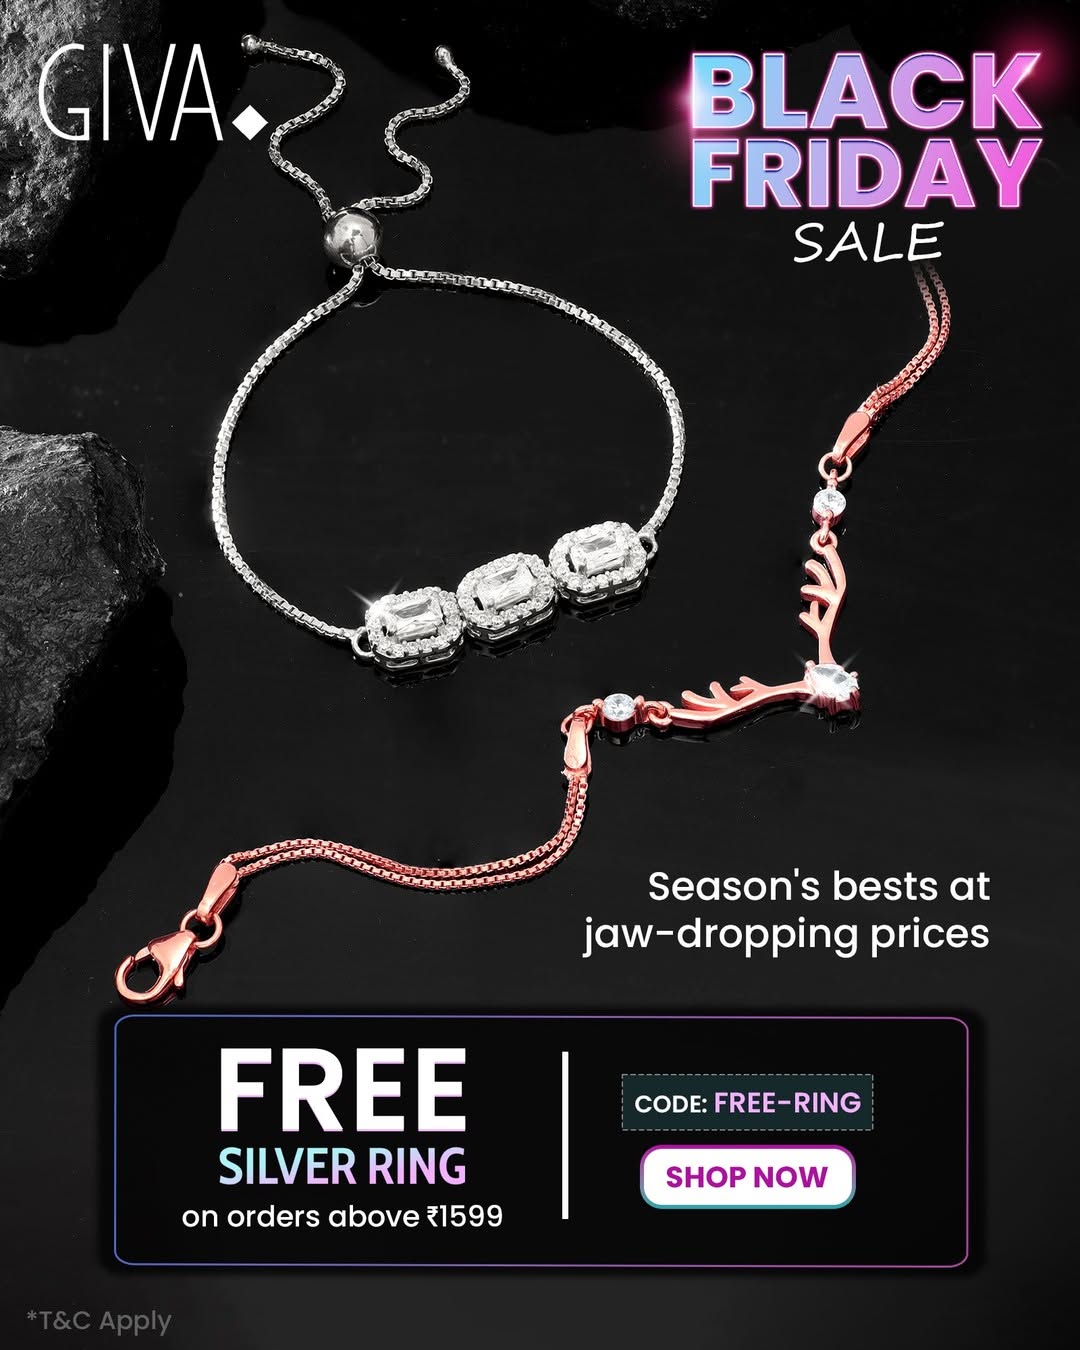 GIVA
BLACK
FRIDAY
SALE
Season's bests at
jaw-dropping prices
FREE
SILVER RING
on orders above ₹1599
CODE: FREE-RING
SHOP NOW
*T&C Apply